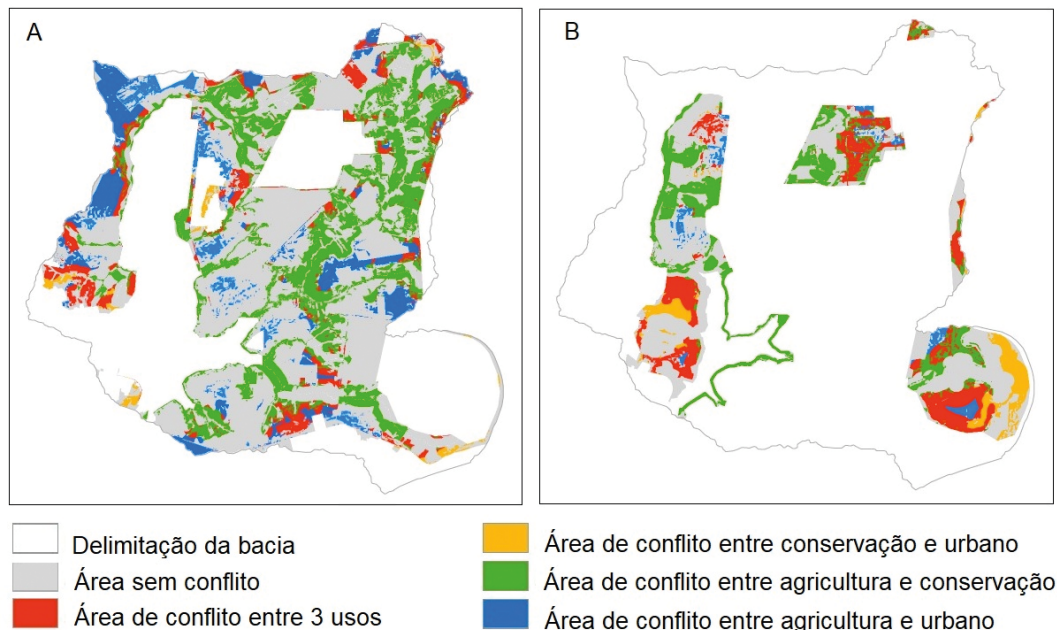 A
B
Delimitação da bacia
Área sem conflito
Área de conflito entre 3 usos
Área de conflito entre conservação e urbano
Área de conflito entre agricultura e conservação
Área de conflito entre agricultura e urbano